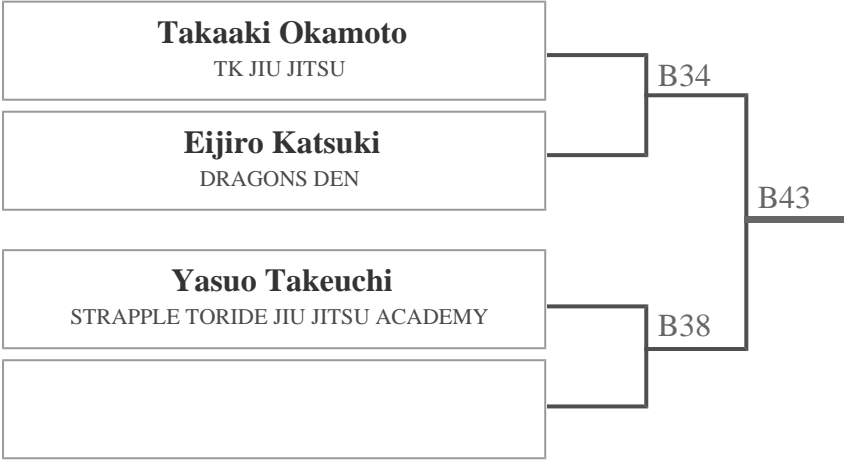 Takaaki Okamoto
TK JIU JITSU
B34
Eijiro Katsuki
DRAGONS DEN
B43
Yasuo Takeuchi
STRAPPLE TORIDE JIU JITSU ACADEMY
B38